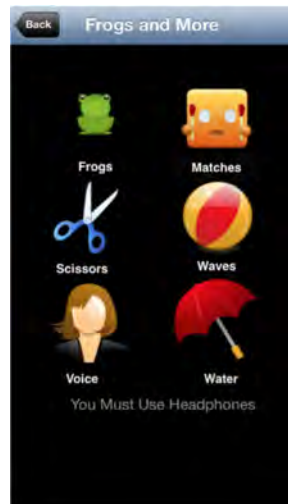 Back Frogs and More
Frogs Matches
Scissors Waves
Voice Water
You Must Use Headphones